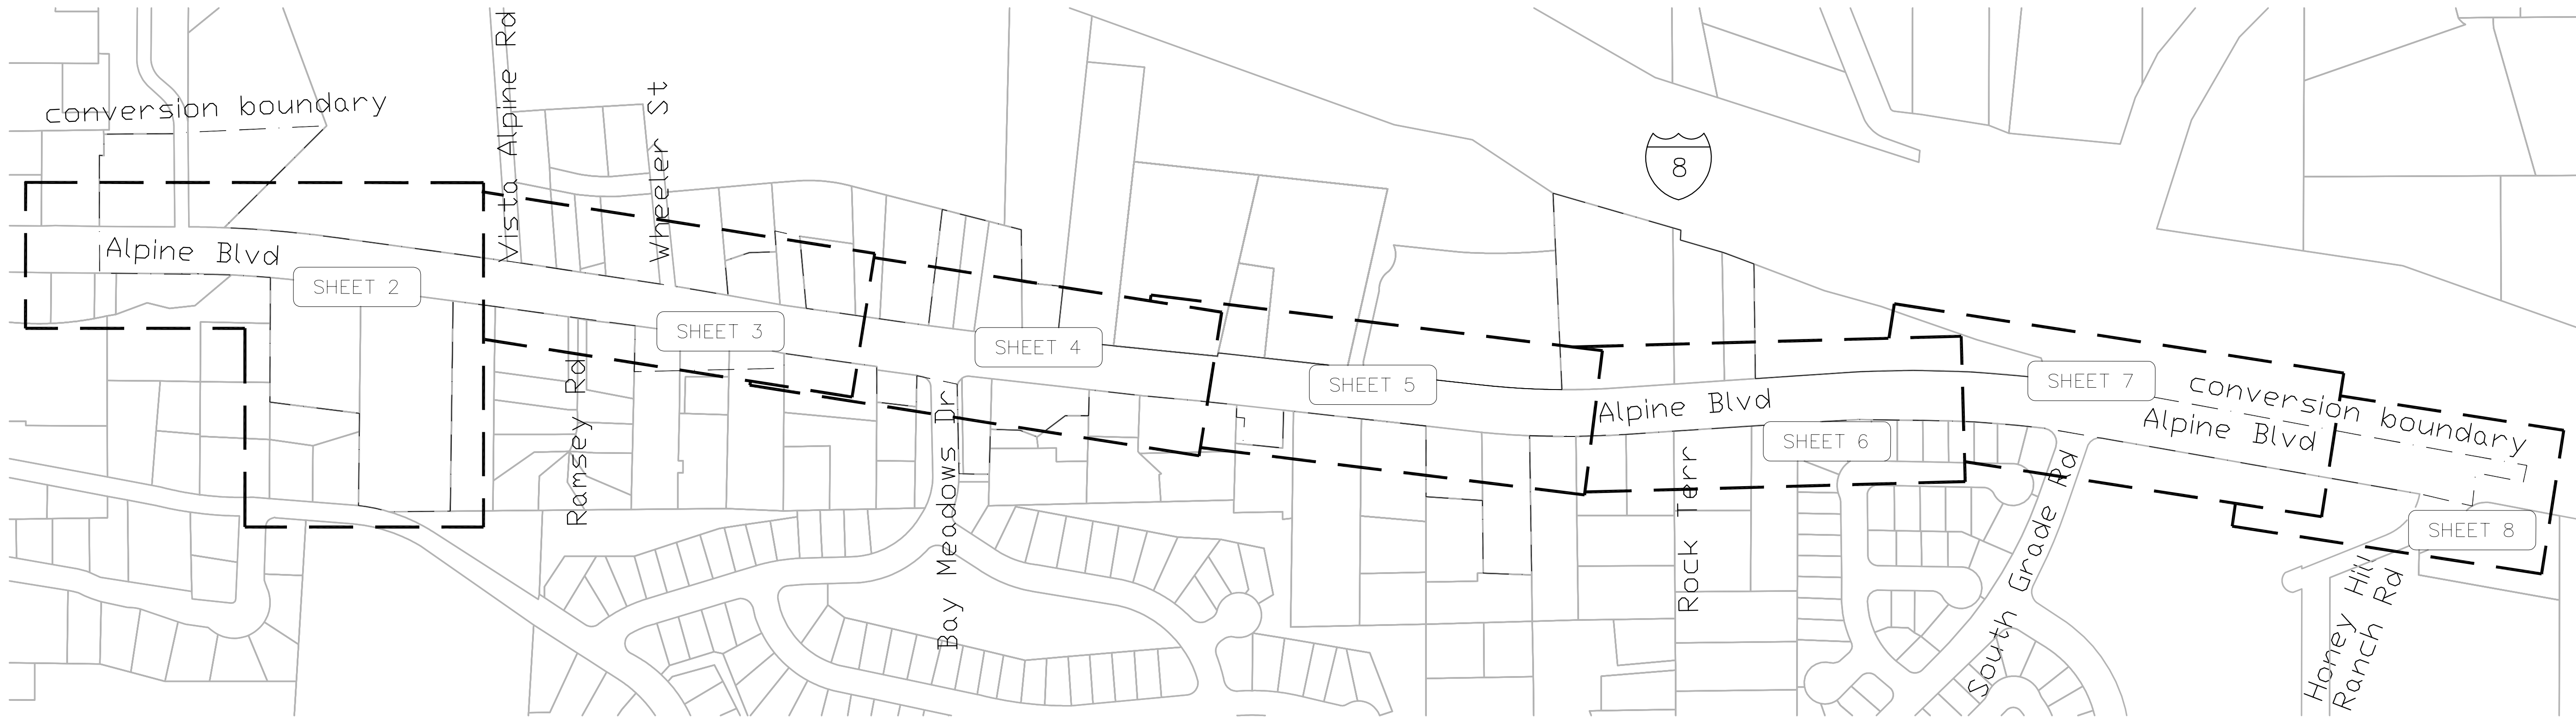 conversion boundary
Vista Alpine Rd
Wheeler St
8
Alpine Blvd
SHEET 2
SHEET 3
SHEET 4
SHEET 5
Alpine Blvd
SHEET 6
SHEET 7
conversion boundary
Alpine Blvd
SHEET 8
Ramsey Rd
Bay Meadows Dr
Rock Terr
South Grade Rd
Honey Hill
Ranch Rd